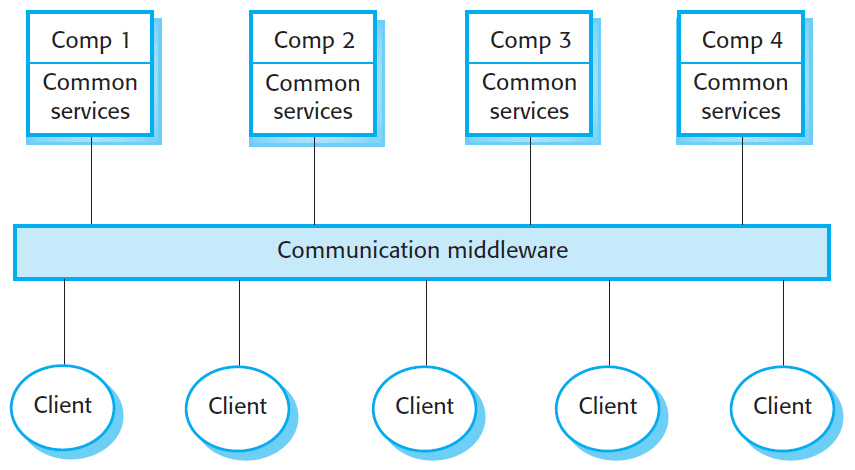 Comp 1
Common
services
Comp 2
Common
services
Comp 3
Common
services
Comp 4
Common
services
Communication middleware
Client
Client
Client
Client
Client